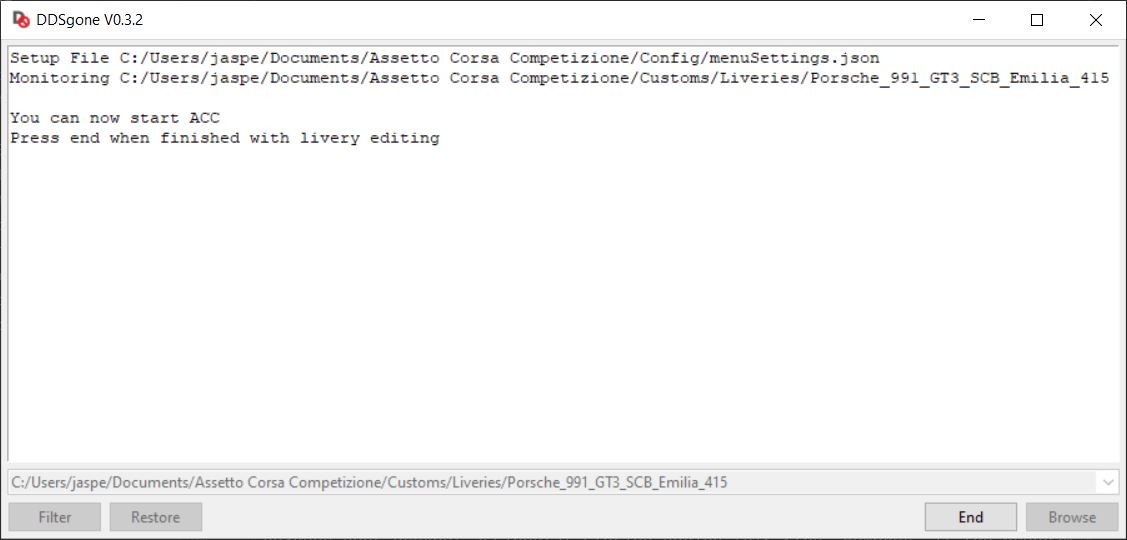 DDSgone V0.3.2
Setup File C:/Users/jaspe/Documents/Assetto Corsa Competizione/Config/menuSettings.json
Monitoring C:/Users/jaspe/Documents/Assetto Corsa Competizione/Customs/Liveries/Porsche_991_GT3_SCB_Emilia_415
You can now start ACC
Press end when finished with livery editing
C:/Users/jaspe/Documents/Assetto Corsa Competizione/Customs/Liveries/Porsche_991_GT3_SCB_Emilia_415
Filter Restore End Browse